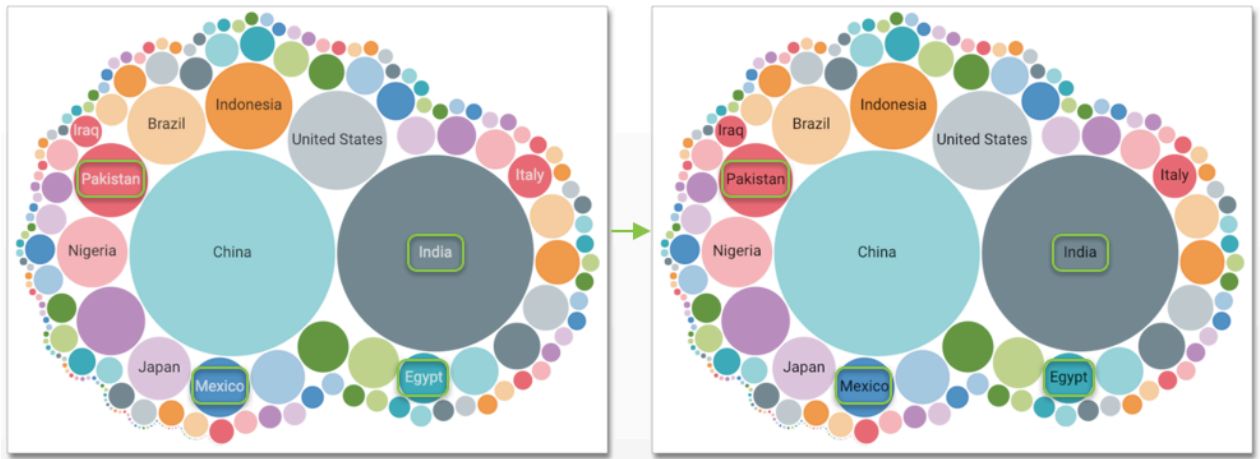 Indonesia
Brazil
Iraq
United States
Pakistan
Italy
Nigeria
China
India
Japan
Mexico
Egypt
Indonesia
Brazil
Iraq
United States
Pakistan
Italy
Nigeria
China
India
Japan
Mexico
Egypt